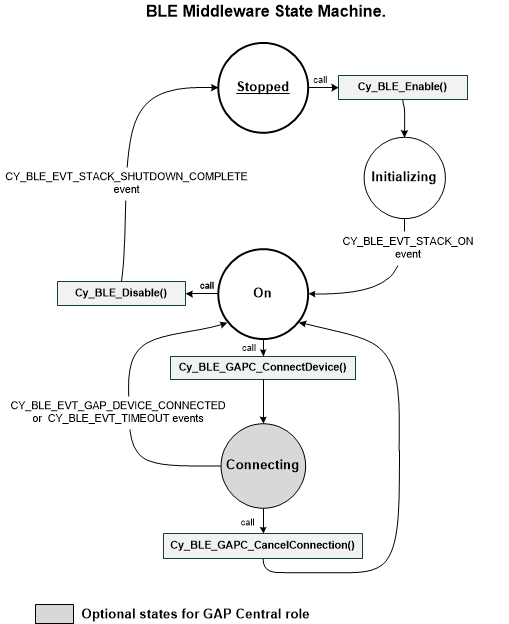 BLE Middleware State Machine.
Stopped
call
Cy_BLE_Enable()
Initializing
CY_BLE_EVT_STACK_SHUTDOWN_COMPLETE
event
CY_BLE_EVT_STACK_ON
event
Cy_BLE_Disable()
call
On
call
Cy_BLE_GAPC_ConnectDevice()
CY_BLE_EVT_GAP_DEVICE_CONNECTED
or CY_BLE_EVT_TIMEOUT events
Connecting
call
Cy_BLE_GAPC_CancelConnection()
Optional states for GAP Central role